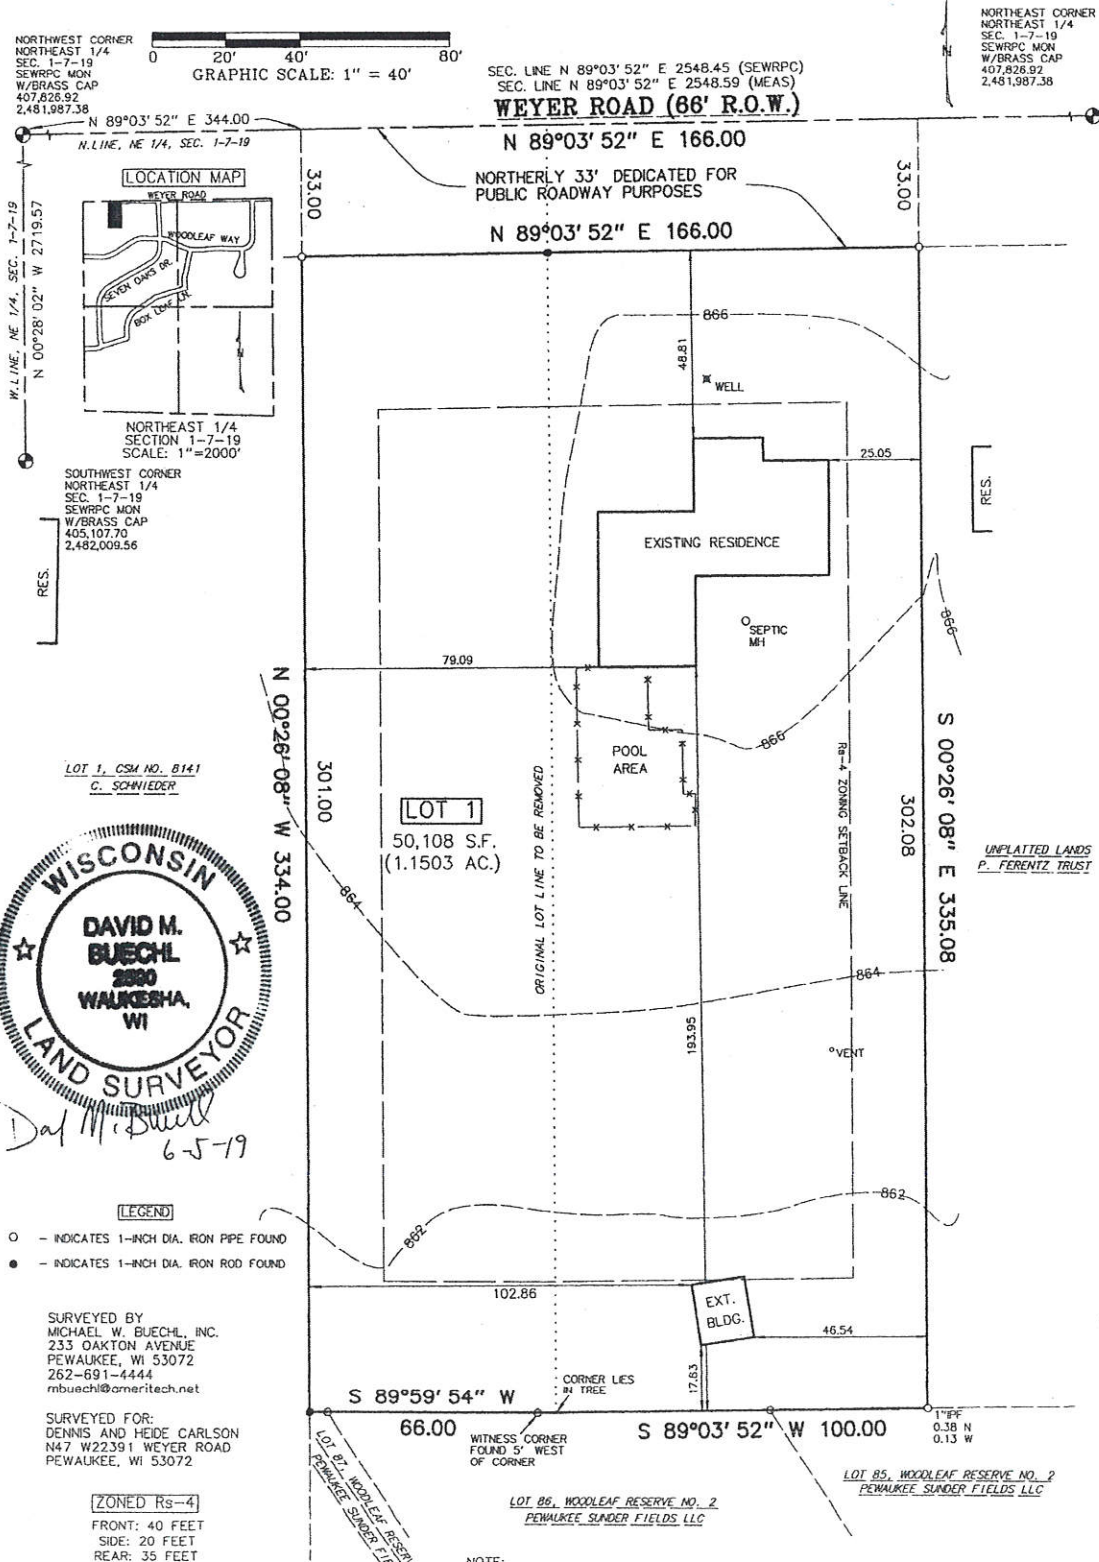 NORTHWEST CORNER
NORTHEAST 1/4
SEC. 1-7-19
SEWRPC MON
W/BRASS CAP
407,826.92
2,481,987.38
0 20' 40' 80'
GRAPHIC SCALE: 1" = 40'
SEC. LINE N 89°03'52" E 2548.45 (SEWRPC)
SEC. LINE N 89°03'52" E 2548.59 (MEAS)
WEYER ROAD (66' R.O.W.)
N
NORTHEAST CORNER
NORTHEAST 1/4
SEC. 1-7-19
SEWRPC MON
W/BRASS CAP
407,826.92
2,481,987.38
N 89°03'52" E 344.00
N.LINE, NE 1/4, SEC. 1-7-19
N 89°03'52" E 166.00
33.00
NORTHERLY 33' DEDICATED FOR
PUBLIC ROADWAY PURPOSES
33.00
N 89°03'52" E 166.00
W.LINE, NE 1/4, SEC. 1-7-19
N 00°28'02" W 2719.57
LOCATION MAP
WEYER ROAD
WOODLEAF WAY
SEVEN OAKS DR.
BOX LEAF LN.
N
NORTHEAST 1/4
SECTION 1-7-19
SCALE: 1"=2000'
SOUTHWEST CORNER
NORTHEAST 1/4
SEC. 1-7-19
SEWRPC MON
W/BRASS CAP
405,107.70
2,482,009.56
RES.
866
48.81
WELL
25.05
RES.
EXISTING RESIDENCE
SEPTIC
MH
866
79.09
866
POOL
AREA
N 00°26'08" W 334.00
301.00
LOT 1, CSM NO. 8141
C. SCHNIEDER
LOT 1
50,108 S.F.
(1.1503 AC.)
ORIGINAL LOT LINE TO BE REMOVED
Rs-4 ZONING SETBACK LINE
302.08
S 00°26'08" E 335.08
UNPLATTED LANDS
P. FERENTZ TRUST
864
864
193.95
VENT
WISCONSIN
DAVID M.
BUECHL
2590
WAUKESHA,
WI
LAND SURVEYOR
6-5-19
862
862
LEGEND
- INDICATES 1-INCH DIA. IRON PIPE FOUND
- INDICATES 1-INCH DIA. IRON ROD FOUND
102.86
EXT.
BLDG.
46.54
17.83
SURVEYED BY
MICHAEL W. BUECHL, INC.
233 OAKTON AVENUE
PEWAUKEE, WI 53072
262-691-4444
mbuechl@ameritech.net
CORNER LIES
IN TREE
S 89°59'54" W
66.00
WITNESS CORNER
FOUND 5' WEST
OF CORNER
S 89°03'52" W 100.00
1"IPF
0.38 N
0.13 W
SURVEYED FOR:
DENNIS AND HEIDE CARLSON
N47 W22391 WEYER ROAD
PEWAUKEE, WI 53072
LOT 87, WOODLEAF RESERV
PEWAUKEE SUNDER FIE
LOT 86, WOODLEAF RESERVE NO. 2
PEWAUKEE SUNDER FIELDS LLC
LOT 85, WOODLEAF RESERVE NO. 2
PEWAUKEE SUNDER FIELDS LLC
ZONED Rs-4
FRONT: 40 FEET
SIDE: 20 FEET
REAR: 35 FEET
NOTE: